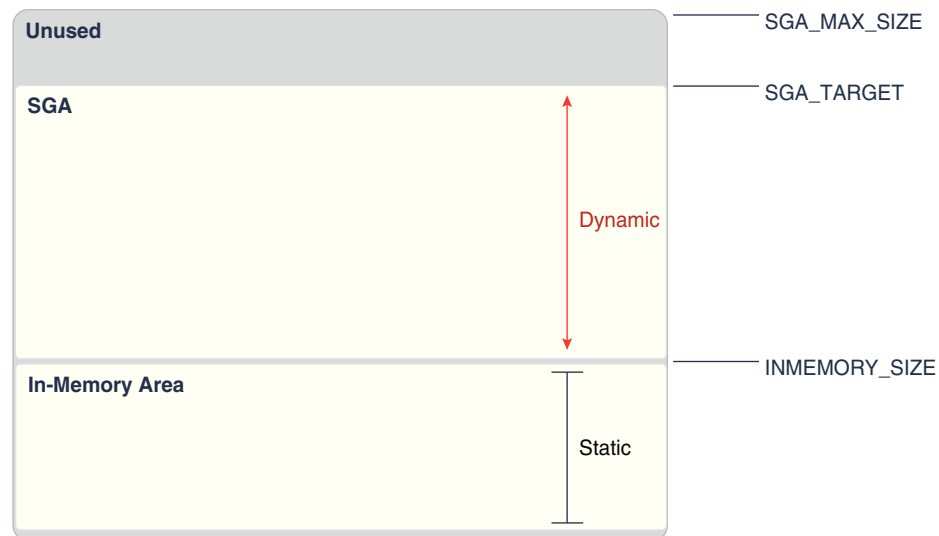 Unused
SGA_MAX_SIZE
SGA_TARGET
SGA
Dynamic
INMEMORY_SIZE
In-Memory Area
Static